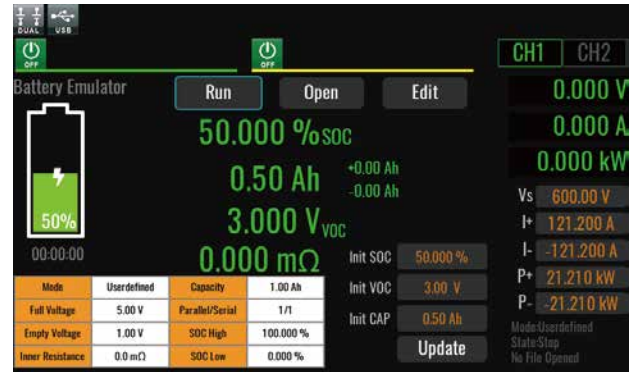 DUAL USB
OFF OFF
CH1 CH2
Battery Emulator
Run Open Edit
0.000 V
0.000 A
0.000 kW
50.000 %SOC
0.50 Ah +0.00 Ah
-0.00 Ah
3.000 VVOC
0.000 mΩ
50%
00:00:00
Vs 600.00 V
I+ 121.200 A
I- -121.200 A
P+ 21.210 kW
P- -21.210 kW
Init SOC 50.000 %
Init VOC 3.00 V
Init CAP 0.50 Ah
Update
Mode Userdefined Capacity 1.00 Ah
Full Voltage 5.00 V Parallel/Serial 1/1
Empty Voltage 1.00 V SOC High 100.000 %
Inner Resistance 0.0 mΩ SOC Low 0.000 %
Mode:Userdefined
State:Stop
No File Opened